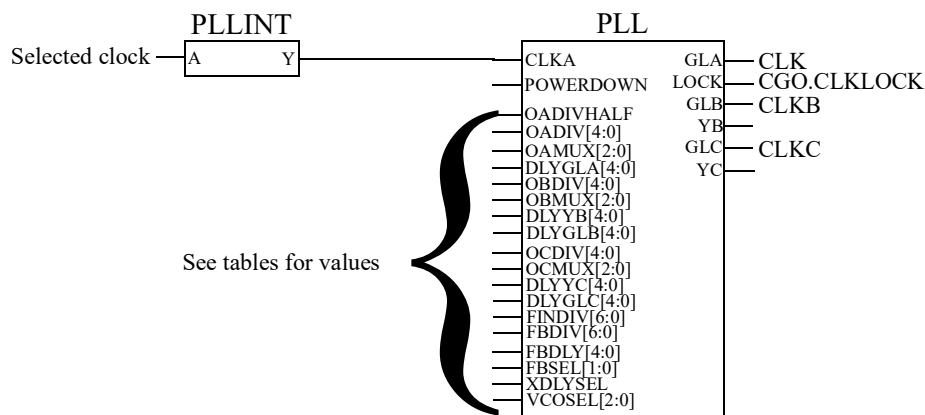 PLLINT
PLL
Selected clock
A
Y
CLKA
POWERDOWN
OADIVHALF
OADIV[4:0]
OAMUX[2:0]
DLYGLA[4:0]
OBDIV[4:0]
OBMUX[2:0]
DLYYB[4:0]
DLYGLB[4:0]
OCDIV[4:0]
OCMUX[2:0]
DLYYC[4:0]
DLYGLC[4:0]
FINDIV[6:0]
FBDIV[6:0]
FBDLY[4:0]
FBSEL[1:0]
XDLYSEL
VCOSEL[2:0]
See tables for values
GLA CLK
LOCK CGO.CLKLOCK
GLB CLKB
YB
GLC CLKC
YC